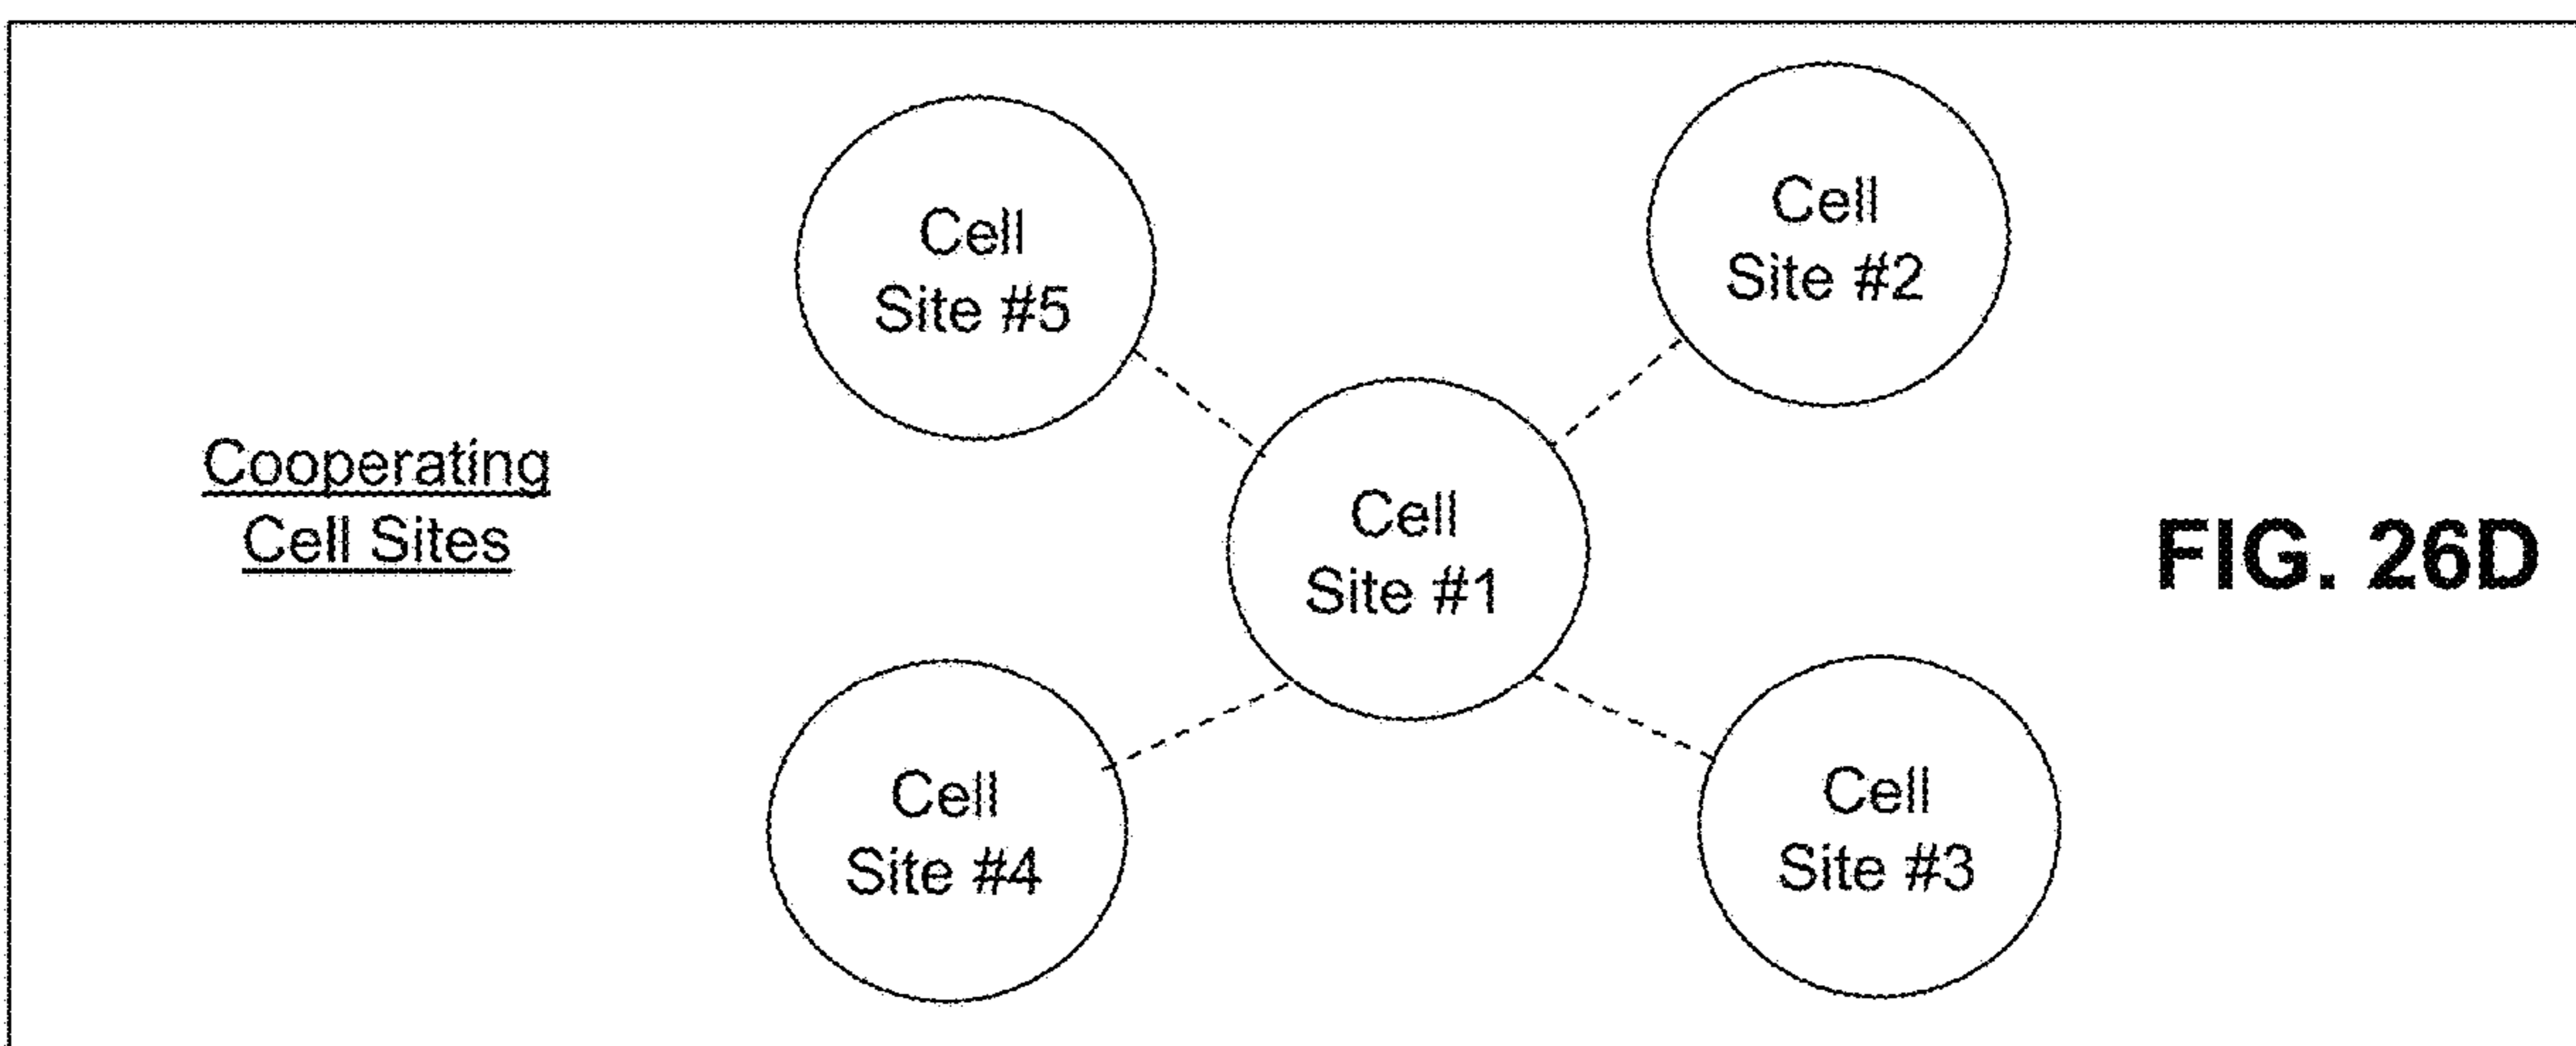 Cell
Site #5
Cell
Site #2
Cooperating
Cell Sites
Cell
Site #1
FIG. 26D
Cell
Site #4
Cell
Site #3